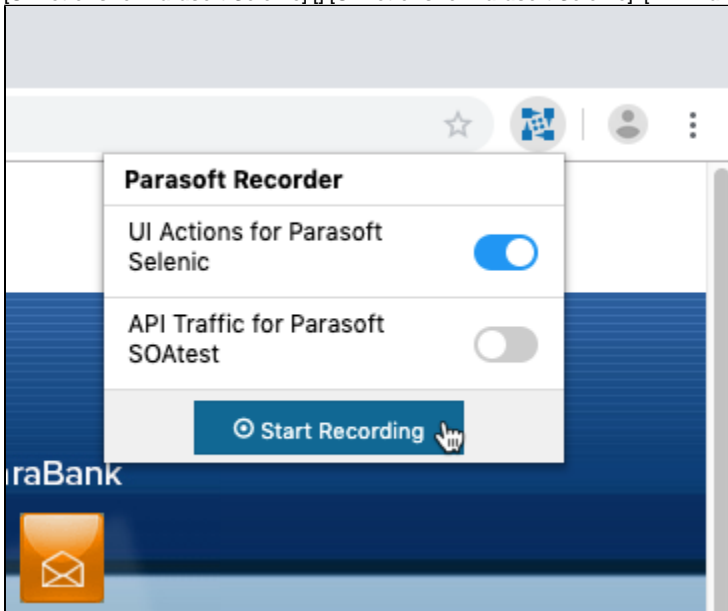 Parasoft Recorder
UI Actions for Parasoft
Selenic
API Traffic for Parasoft
SOAtest
Start Recording
raBank